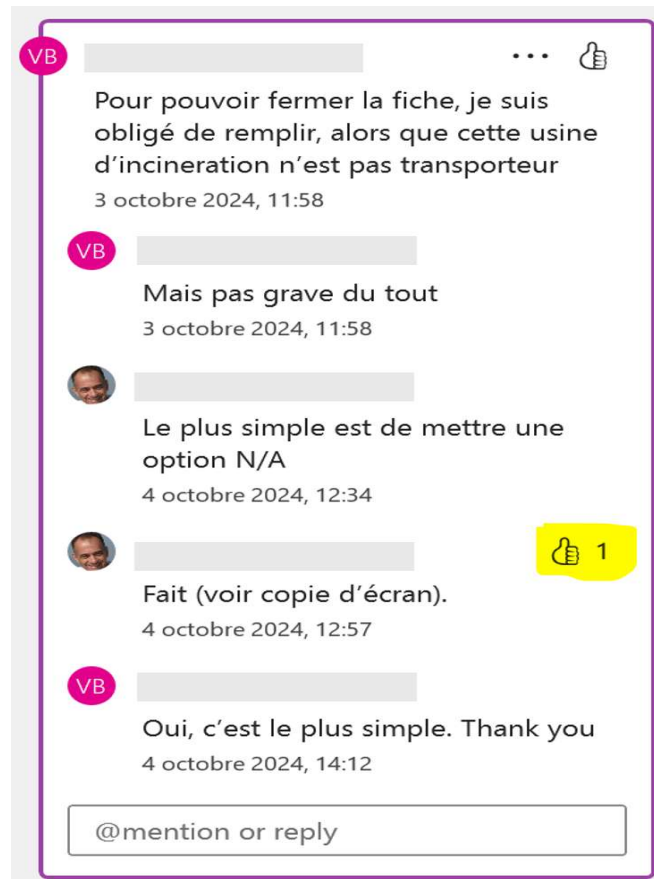 VB
Pour pouvoir fermer la fiche, je suis
obligé de remplir, alors que cette usine
d’incineration n’est pas transporteur
3 octobre 2024, 11:58
VB
Mais pas grave du tout
3 octobre 2024, 11:58
Le plus simple est de mettre une
option N/A
4 octobre 2024, 12:34
1
Fait (voir copie d’écran).
4 octobre 2024, 12:57
VB
Oui, c’est le plus simple. Thank you
4 octobre 2024, 14:12
@mention or reply